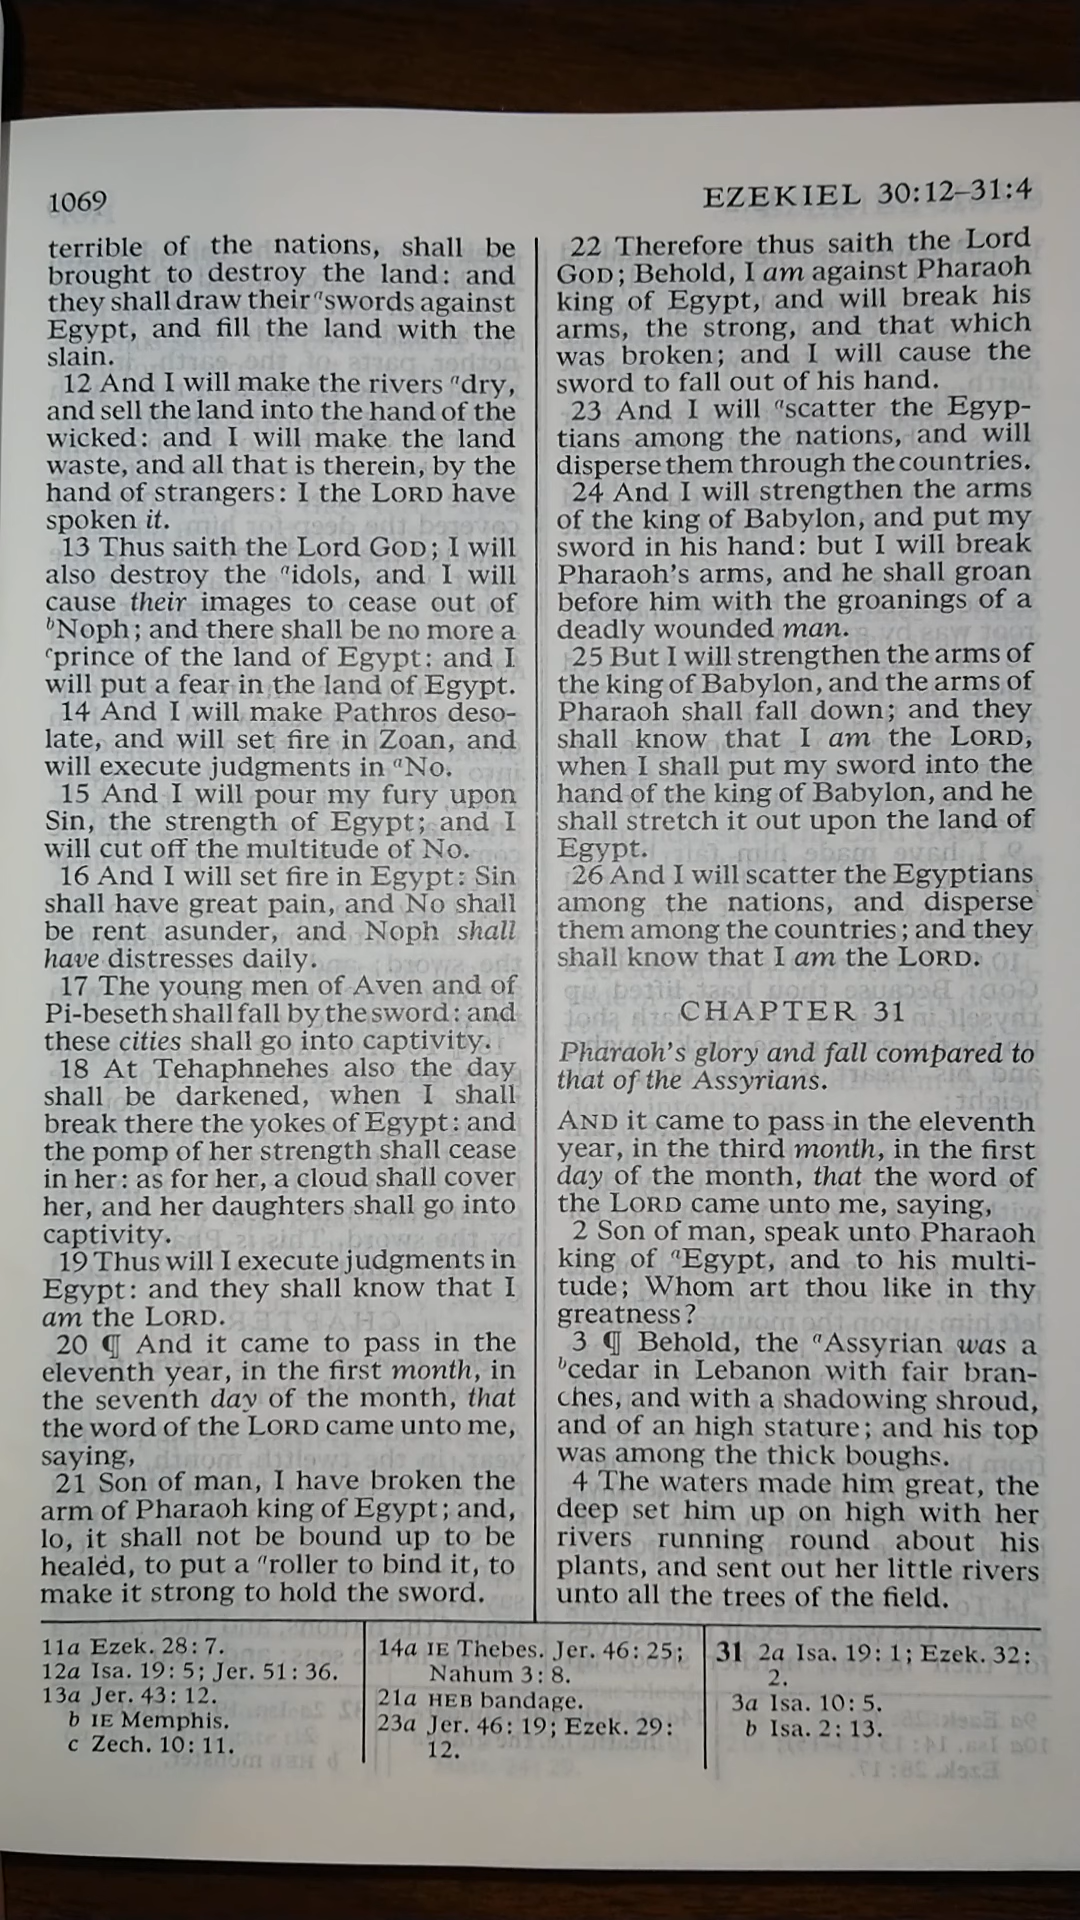 1069
EZEKIEL 30:12–31:4
terrible of the nations, shall be
brought to destroy the land: and
they shall draw their ᵃswords against
Egypt, and fill the land with the
slain.
12 And I will make the rivers ᵃdry,
and sell the land into the hand of the
wicked: and I will make the land
waste, and all that is therein, by the
hand of strangers: I the LORD have
spoken it.
13 Thus saith the Lord GOD; I will
also destroy the ᵃidols, and I will
cause their images to cease out of
ᵇNoph; and there shall be no more a
ᶜprince of the land of Egypt: and I
will put a fear in the land of Egypt.
14 And I will make Pathros deso-
late, and will set fire in Zoan, and
will execute judgments in ᵃNo.
15 And I will pour my fury upon
Sin, the strength of Egypt; and I
will cut off the multitude of No.
16 And I will set fire in Egypt: Sin
shall have great pain, and No shall
be rent asunder, and Noph shall
have distresses daily.
17 The young men of Aven and of
Pi-beseth shall fall by the sword: and
these cities shall go into captivity.
18 At Tehaphnehes also the day
shall be darkened, when I shall
break there the yokes of Egypt: and
the pomp of her strength shall cease
in her: as for her, a cloud shall cover
her, and her daughters shall go into
captivity.
19 Thus will I execute judgments in
Egypt: and they shall know that I
am the LORD.
20 ¶ And it came to pass in the
eleventh year, in the first month, in
the seventh day of the month, that
the word of the LORD came unto me,
saying,
21 Son of man, I have broken the
arm of Pharaoh king of Egypt; and,
lo, it shall not be bound up to be
healed, to put a ᵃroller to bind it, to
make it strong to hold the sword.
22 Therefore thus saith the Lord
GOD; Behold, I am against Pharaoh
king of Egypt, and will break his
arms, the strong, and that which
was broken; and I will cause the
sword to fall out of his hand.
23 And I will ᵃscatter the Egyp-
tians among the nations, and will
disperse them through the countries.
24 And I will strengthen the arms
of the king of Babylon, and put my
sword in his hand: but I will break
Pharaoh's arms, and he shall groan
before him with the groanings of a
deadly wounded man.
25 But I will strengthen the arms of
the king of Babylon, and the arms of
Pharaoh shall fall down; and they
shall know that I am the LORD,
when I shall put my sword into the
hand of the king of Babylon, and he
shall stretch it out upon the land of
Egypt.
26 And I will scatter the Egyptians
among the nations, and disperse
them among the countries; and they
shall know that I am the LORD.
CHAPTER 31
Pharaoh's glory and fall compared to
that of the Assyrians.
AND it came to pass in the eleventh
year, in the third month, in the first
day of the month, that the word of
the LORD came unto me, saying,
2 Son of man, speak unto Pharaoh
king of ᵃEgypt, and to his multi-
tude; Whom art thou like in thy
greatness?
3 ¶ Behold, the ᵃAssyrian was a
ᵇcedar in Lebanon with fair bran-
ches, and with a shadowing shroud,
and of an high stature; and his top
was among the thick boughs.
4 The waters made him great, the
deep set him up on high with her
rivers running round about his
plants, and sent out her little rivers
unto all the trees of the field.
11a Ezek. 28: 7.
12a Isa. 19: 5; Jer. 51: 36.
13a Jer. 43: 12.
b IE Memphis.
c Zech. 10: 11.
14a IE Thebes. Jer. 46: 25;
Nahum 3: 8.
21a HEB bandage.
23a Jer. 46: 19; Ezek. 29:
12.
31 2a Isa. 19: 1; Ezek. 32:
2.
3a Isa. 10: 5.
b Isa. 2: 13.